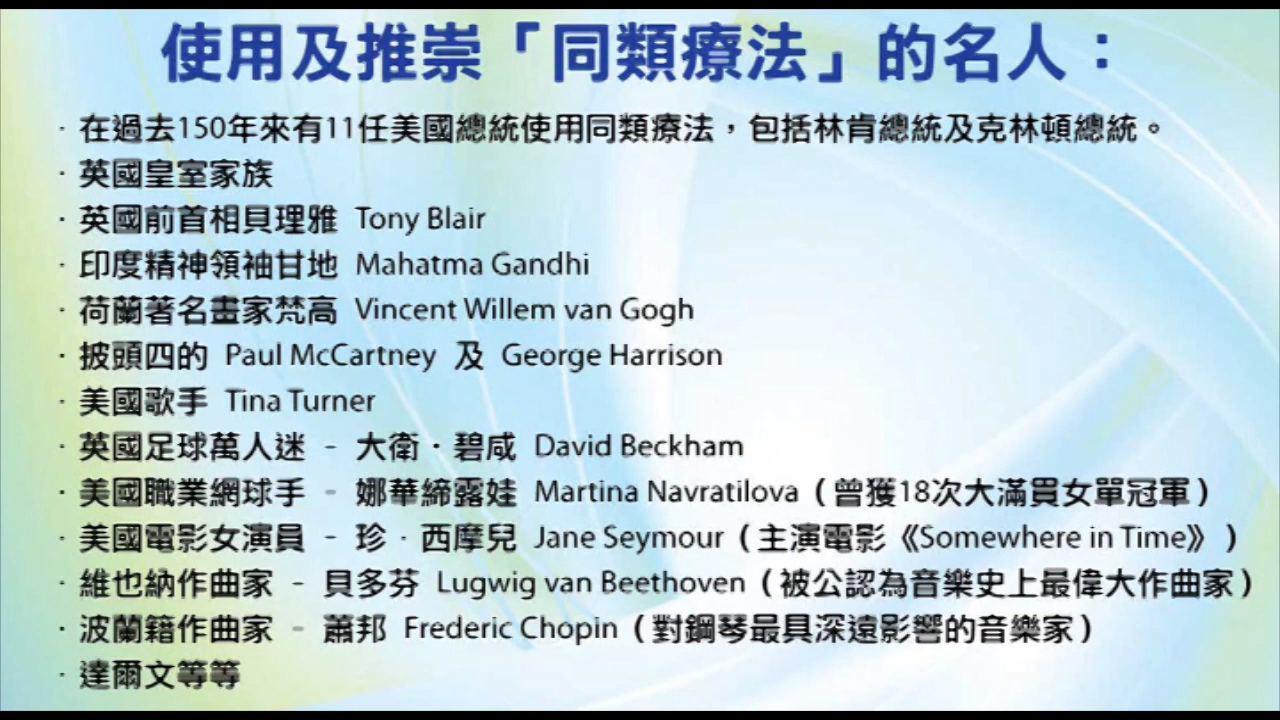 使用及推崇「同類療法」的名人：
· 在過去150年來有11任美國總統使用同類療法，包括林肯總統及克林頓總統。
· 英國皇室家族
· 英國前首相貝理雅 Tony Blair
· 印度精神領袖甘地 Mahatma Gandhi
· 荷蘭著名畫家梵高 Vincent Willem van Gogh
· 披頭四的 Paul McCartney 及 George Harrison
· 美國歌手 Tina Turner
· 英國足球萬人迷 - 大衛·碧咸 David Beckham
· 美國職業網球手 - 娜華締露娃 Martina Navratilova（曾獲18次大滿貫女單冠軍）
· 美國電影女演員 - 珍·西摩兒 Jane Seymour（主演電影《Somewhere in Time》）
· 維也納作曲家 - 貝多芬 Lugwig van Beethoven（被公認為音樂史上最偉大作曲家）
· 波蘭籍作曲家 - 蕭邦 Frederic Chopin（對鋼琴最具深遠影響的音樂家）
· 達爾文等等